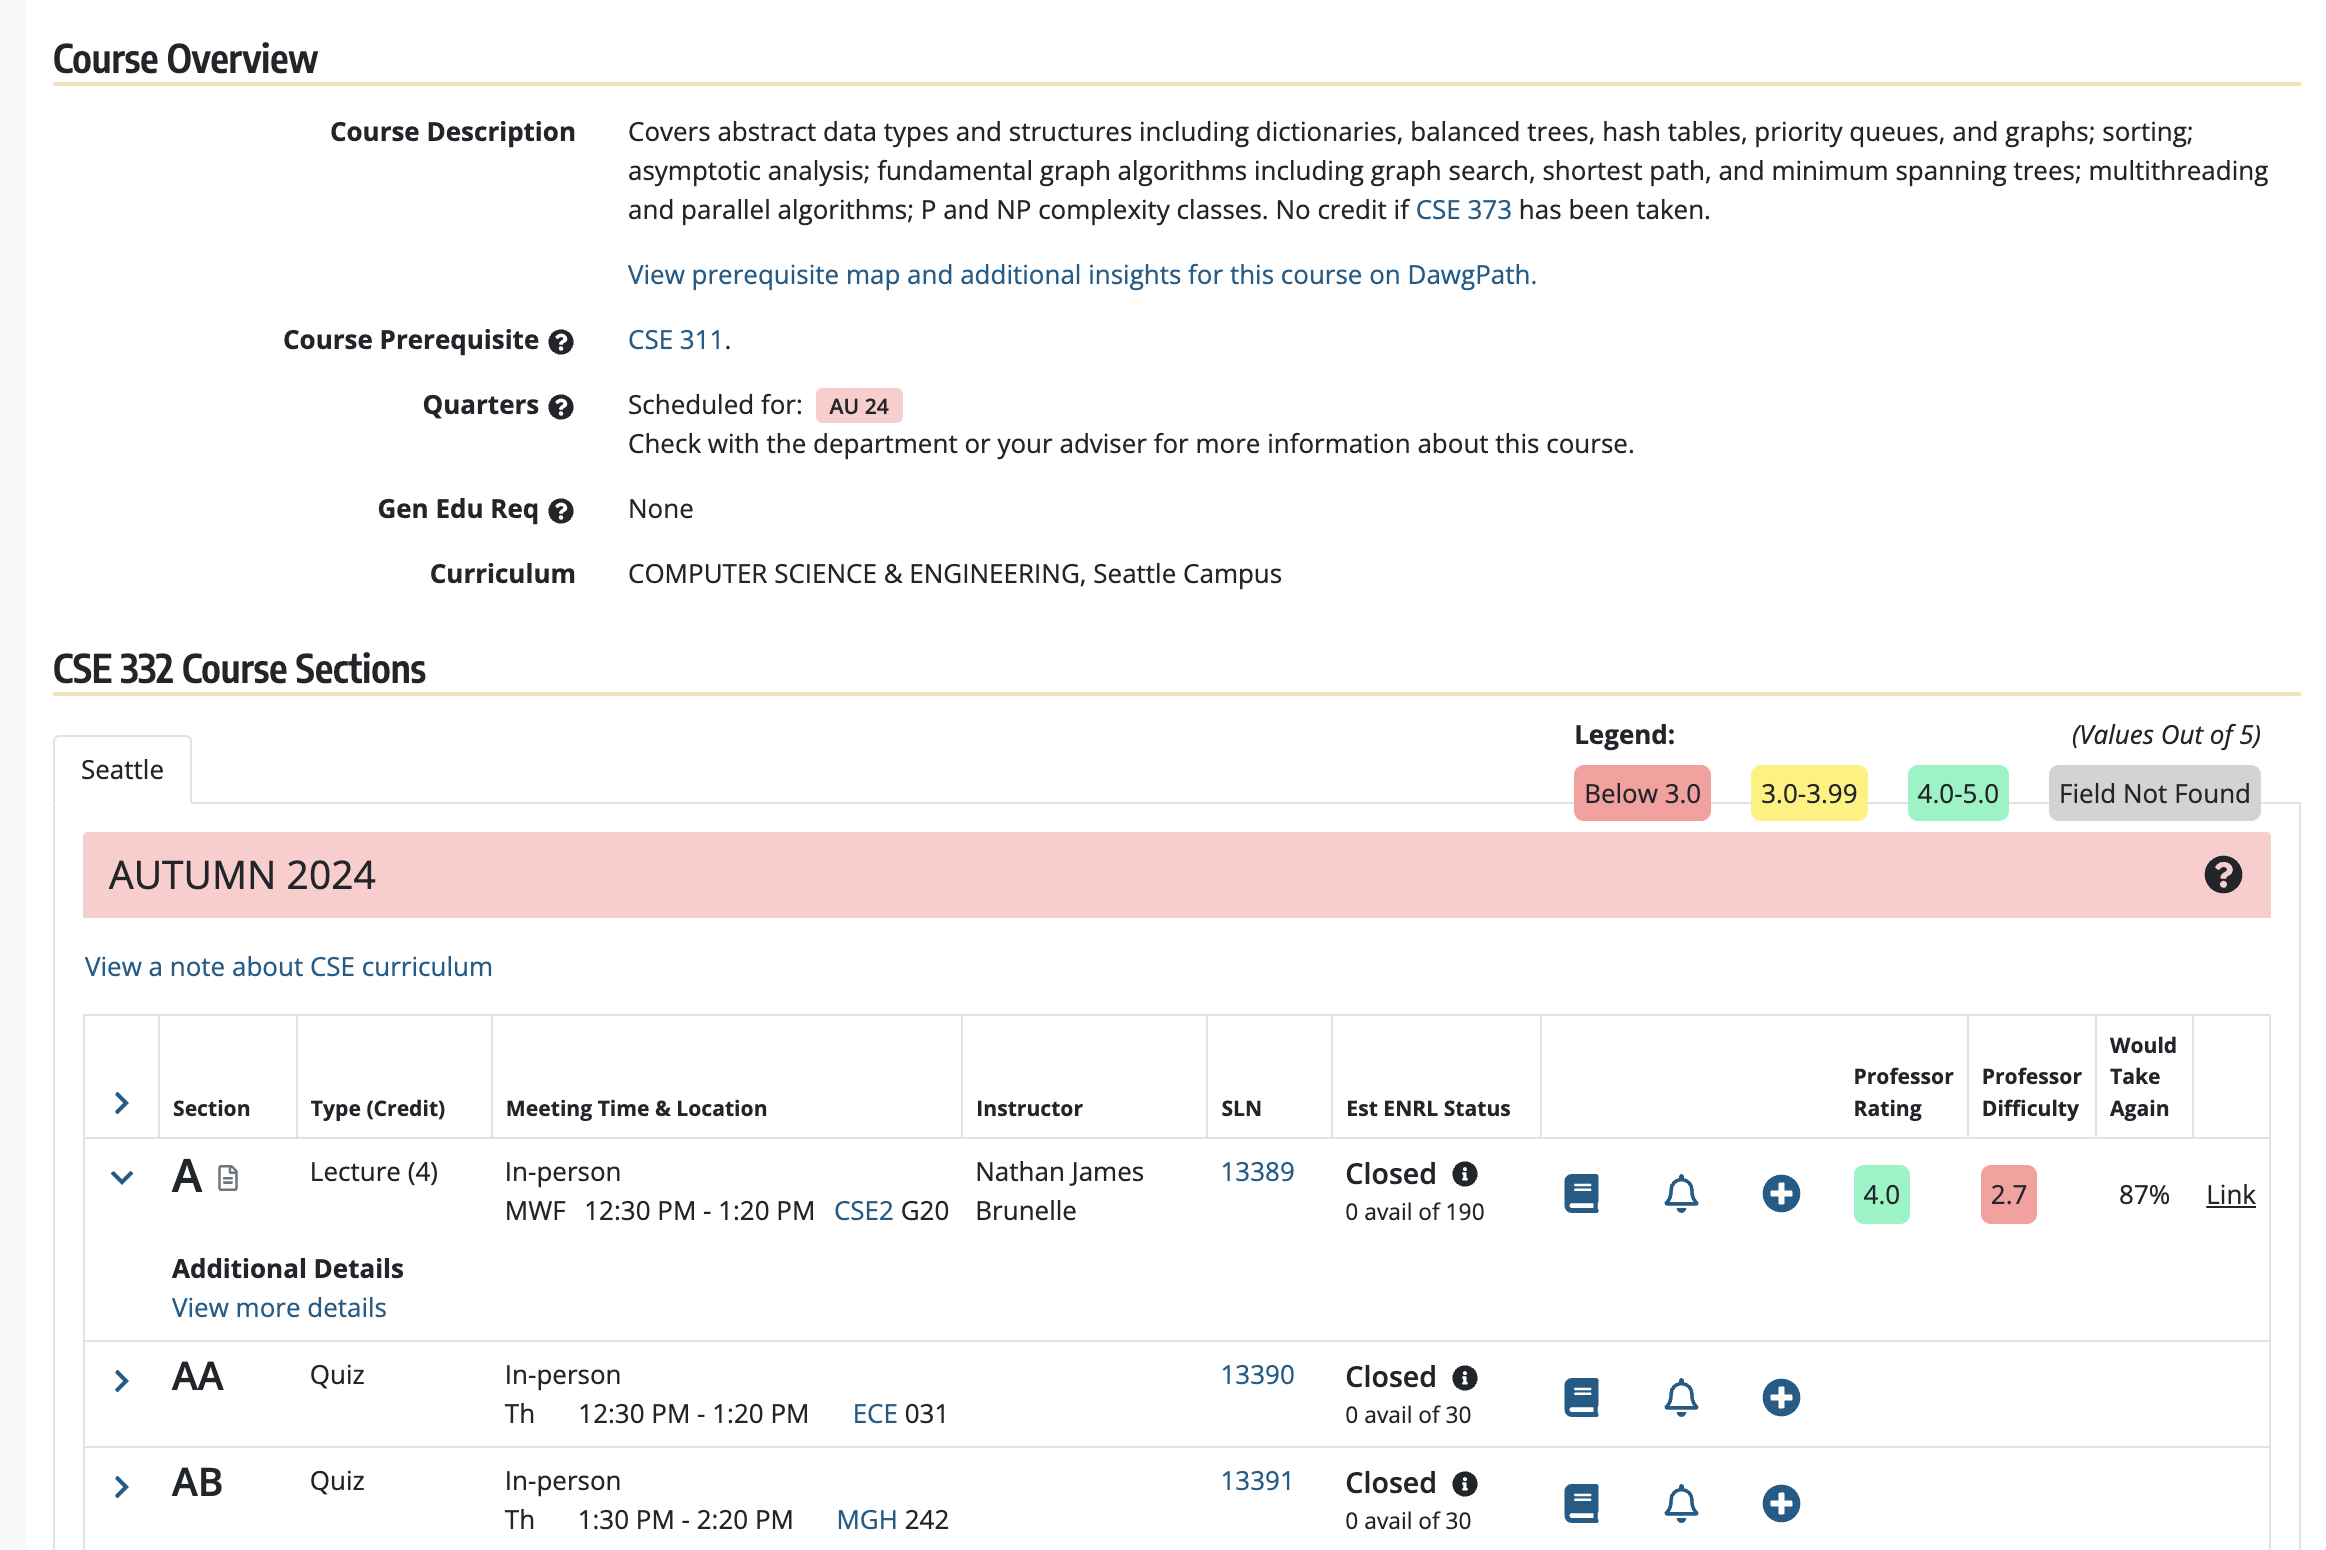 Course Overview
Course Description
Covers abstract data types and structures including dictionaries, balanced trees, hash tables, priority queues, and graphs; sorting;
asymptotic analysis; fundamental graph algorithms including graph search, shortest path, and minimum spanning trees; multithreading
and parallel algorithms; P and NP complexity classes. No credit if CSE 373 has been taken.
View prerequisite map and additional insights for this course on DawgPath.
Course Prerequisite ?
CSE 311.
Quarters ?
Scheduled for: AU 24
Check with the department or your adviser for more information about this course.
Gen Edu Req ?
None
Curriculum
COMPUTER SCIENCE & ENGINEERING, Seattle Campus
CSE 332 Course Sections
Seattle
Legend: (Values Out of 5)
Below 3.0 3.0-3.99 4.0-5.0 Field Not Found
AUTUMN 2024 ?
View a note about CSE curriculum
Section
Type (Credit)
Meeting Time & Location
Instructor
SLN
Est ENRL Status
Professor
Rating
Professor
Difficulty
Would
Take
Again
A
Lecture (4)
In-person
MWF 12:30 PM - 1:20 PM CSE2 G20
Nathan James
Brunelle
13389
Closed i
0 avail of 190
4.0
2.7
87%
Link
Additional Details
View more details
AA
Quiz
In-person
Th 12:30 PM - 1:20 PM ECE 031
13390
Closed i
0 avail of 30
AB
Quiz
In-person
Th 1:30 PM - 2:20 PM MGH 242
13391
Closed i
0 avail of 30